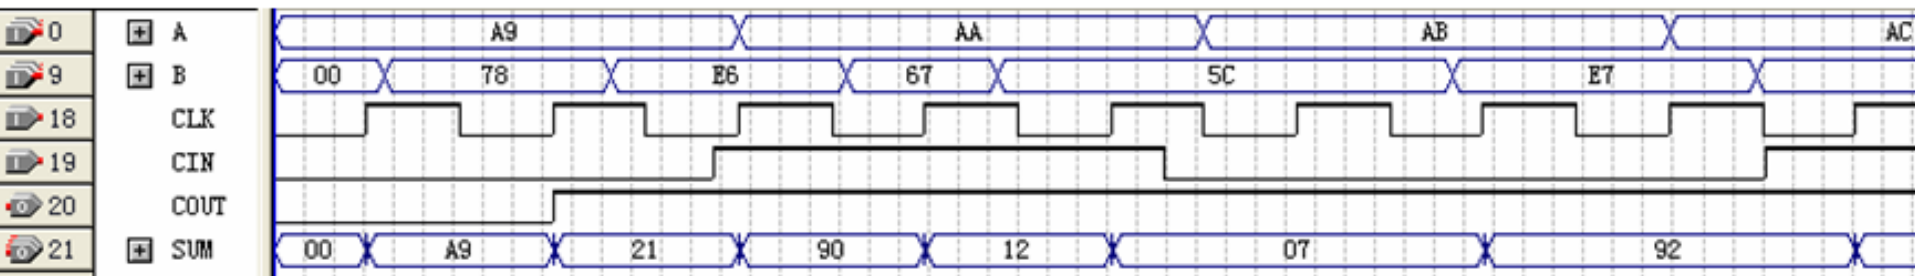 0 A A9 AA AB AC
9 B 00 78 E6 67 5C E7
18 CLK
19 CIN
20 COUT
21 SUM 00 A9 21 90 12 07 92